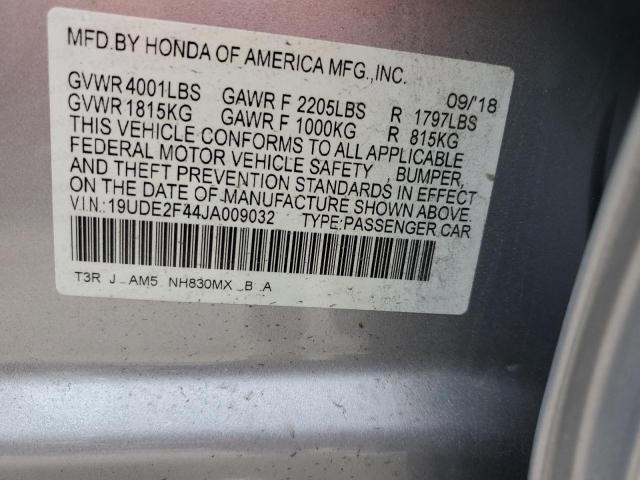 MFD.BY HONDA OF AMERICA MFG.,INC.
09/'18
GVWR 4001LBS GAWR F 2205LBS R 1797LBS
GVWR 1815KG GAWR F 1000KG R 815KG
THIS VEHICLE CONFORMS TO ALL APPLICABLE
FEDERAL MOTOR VEHICLE SAFETY , BUMPER,
AND THEFT PREVENTION STANDARDS IN EFFECT
ON THE DATE OF MANUFACTURE SHOWN ABOVE.
V.I.N.:19UDE2F44JA009032 TYPE:PASSENGER CAR
T3R J AM5 NH830MX B A